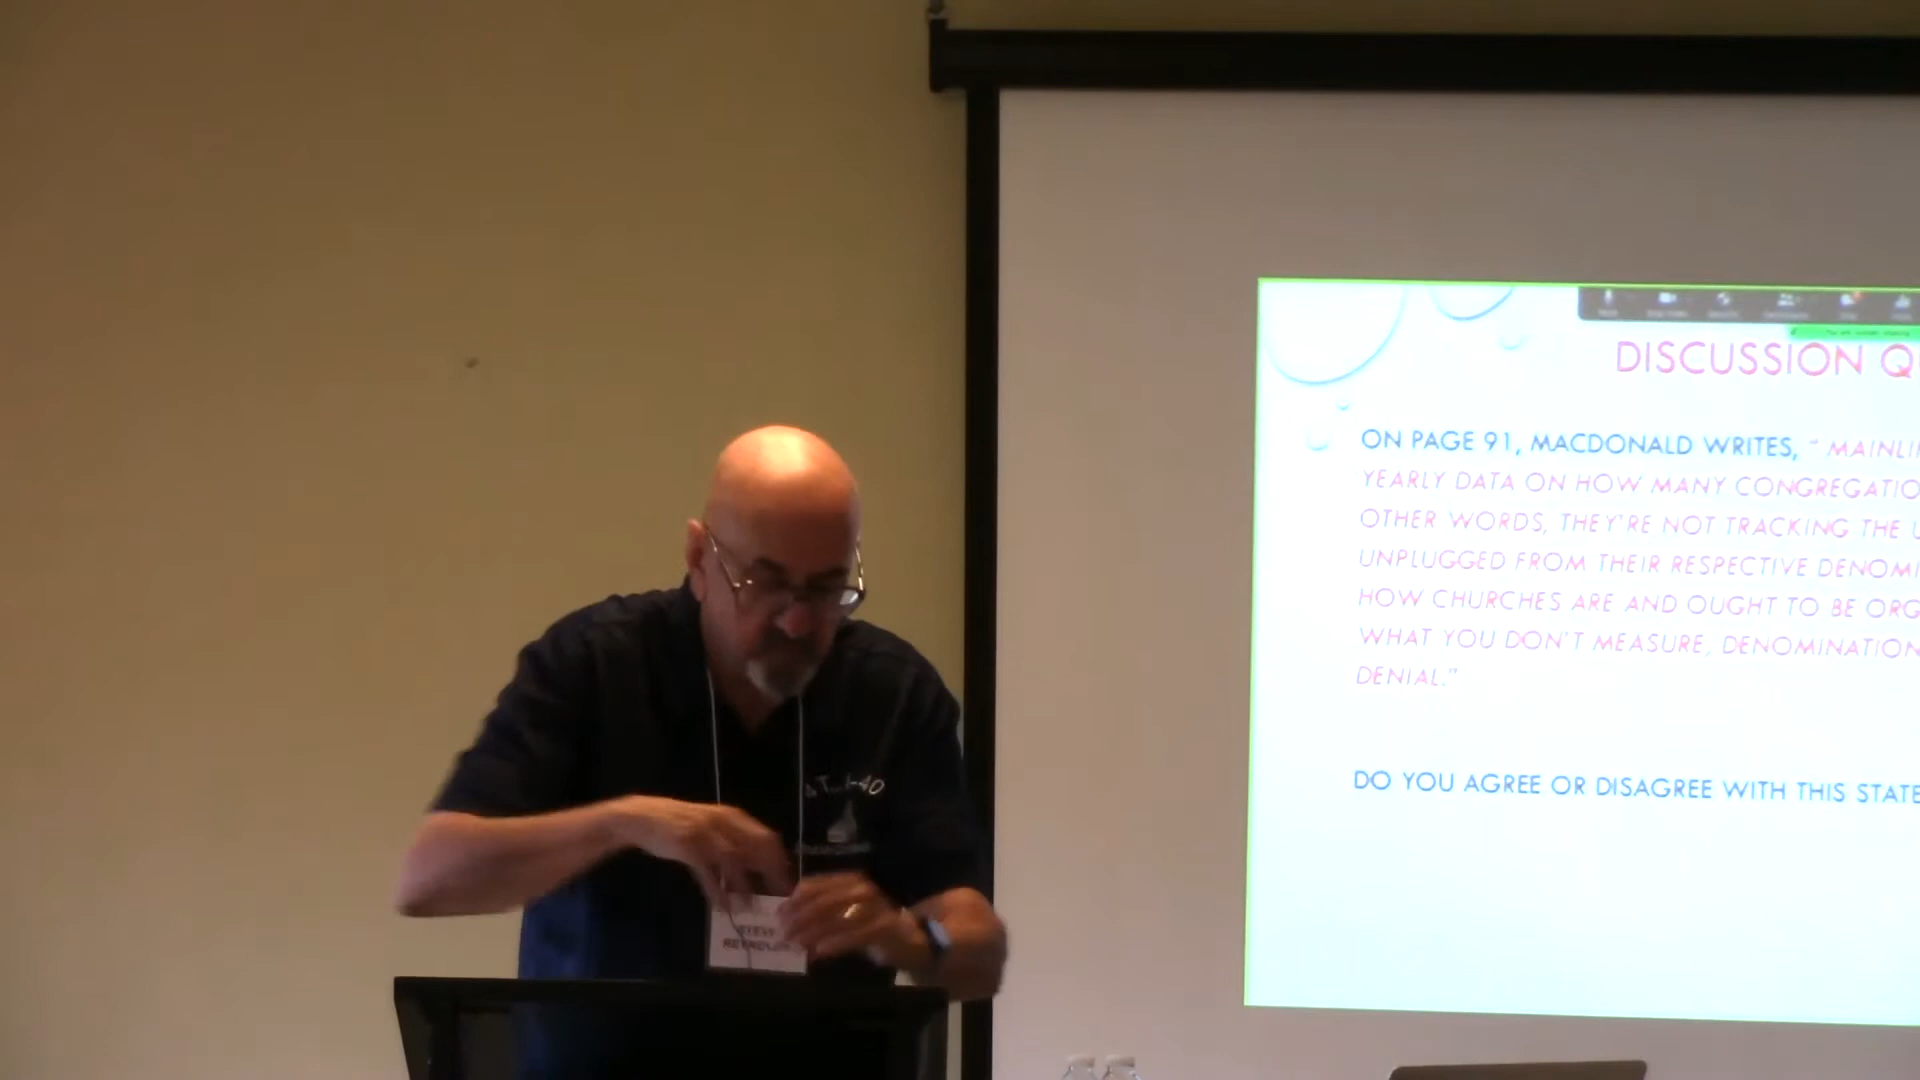 DISCUSSION Q
ON PAGE 91, MACDONALD WRITES, " MAINLI
YEARLY DATA ON HOW MANY CONGREGATIO
OTHER WORDS, THEY'RE NOT TRACKING THE U
UNPLUGGED FROM THEIR RESPECTIVE DENOMI
HOW CHURCHES ARE AND OUGHT TO BE ORG
WHAT YOU DON'T MEASURE, DENOMINATION
DENIAL."
DO YOU AGREE OR DISAGREE WITH THIS STATE
STEVE
REYNOLDS